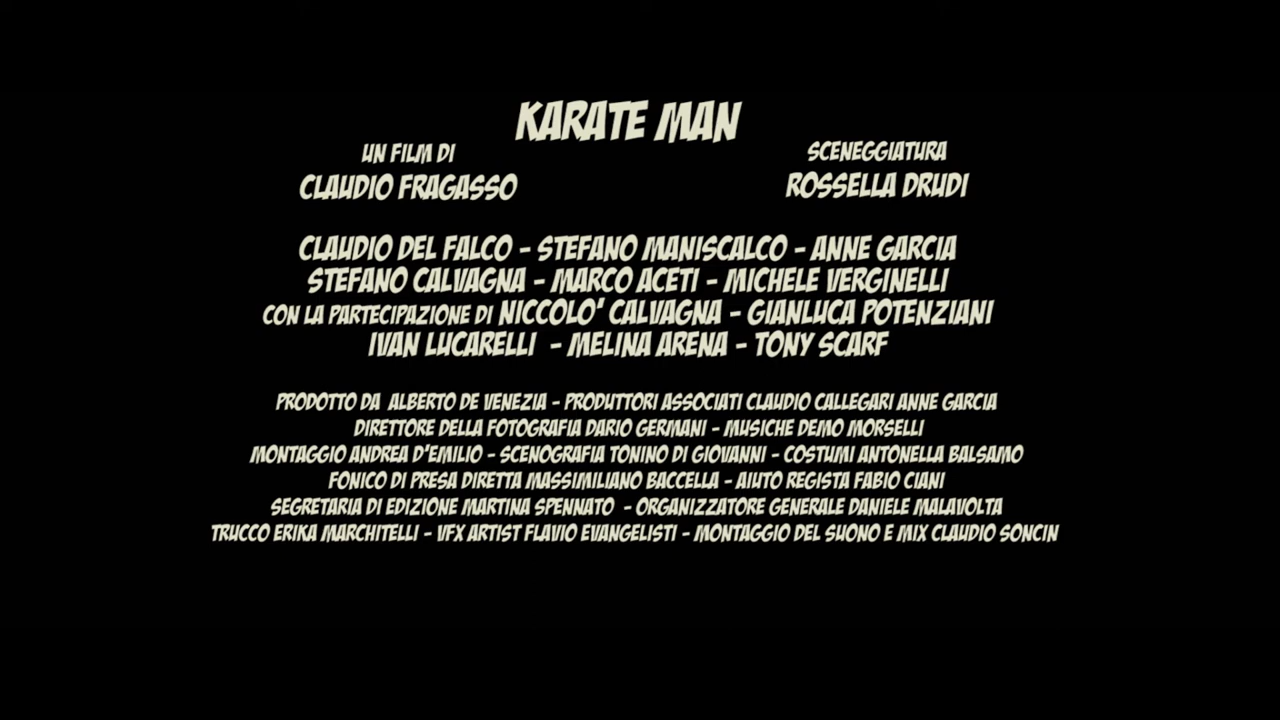 KARATE MAN
UN FILM DI
CLAUDIO FRAGASSO
SCENEGGIATURA
ROSSELLA DRUDI
CLAUDIO DEL FALCO - STEFANO MANISCALCO - ANNE GARCIA
STEFANO CALVAGNA - MARCO ACETI - MICHELE VERGINELLI
CON LA PARTECIPAZIONE DI NICCOLO' CALVAGNA - GIANLUCA POTENZIANI
IVAN LUCARELLI - MELINA ARENA - TONY SCARF
PRODOTTO DA ALBERTO DE VENEZIA - PRODUTTORI ASSOCIATI CLAUDIO CALLEGARI ANNE GARCIA
DIRETTORE DELLA FOTOGRAFIA DARIO GERMANI - MUSICHE DEMO MORSELLI
MONTAGGIO ANDREA D'EMILIO - SCENOGRAFIA TONINO DI GIOVANNI - COSTUMI ANTONELLA BALSAMO
FONICO DI PRESA DIRETTA MASSIMILIANO BACCELLA - AIUTO REGISTA FABIO CIANI
SEGRETARIA DI EDIZIONE MARTINA SPENNATO - ORGANIZZATORE GENERALE DANIELE MALAVOLTA
TRUCCO ERIKA MARCHITELLI - VFX ARTIST FLAVIO EVANGELISTI - MONTAGGIO DEL SUONO E MIX CLAUDIO SONCIN